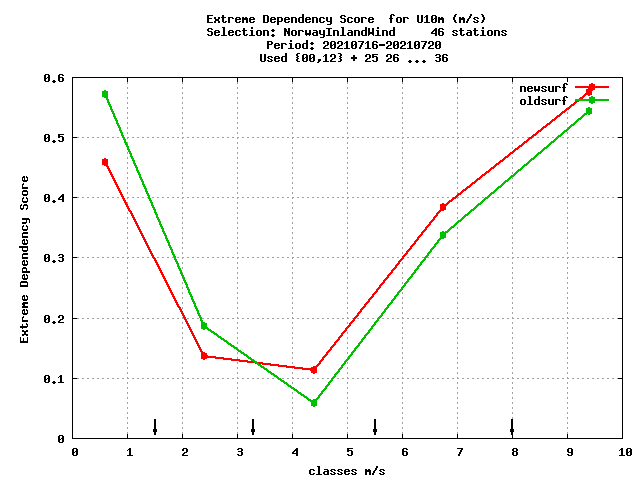 Extreme Dependency Score  for U10m (m/s)
Selection: NorwayInlandWind     46 stations
Period: 20210716-20210720
Used {00,12} + 25 26 ... 36
newsurf
oldsurf
0.6
0.5
0.4
0.3
0.2
0.1
0
Extreme Dependency Score
0 1 2 3 4 5 6 7 8 9 10
classes m/s